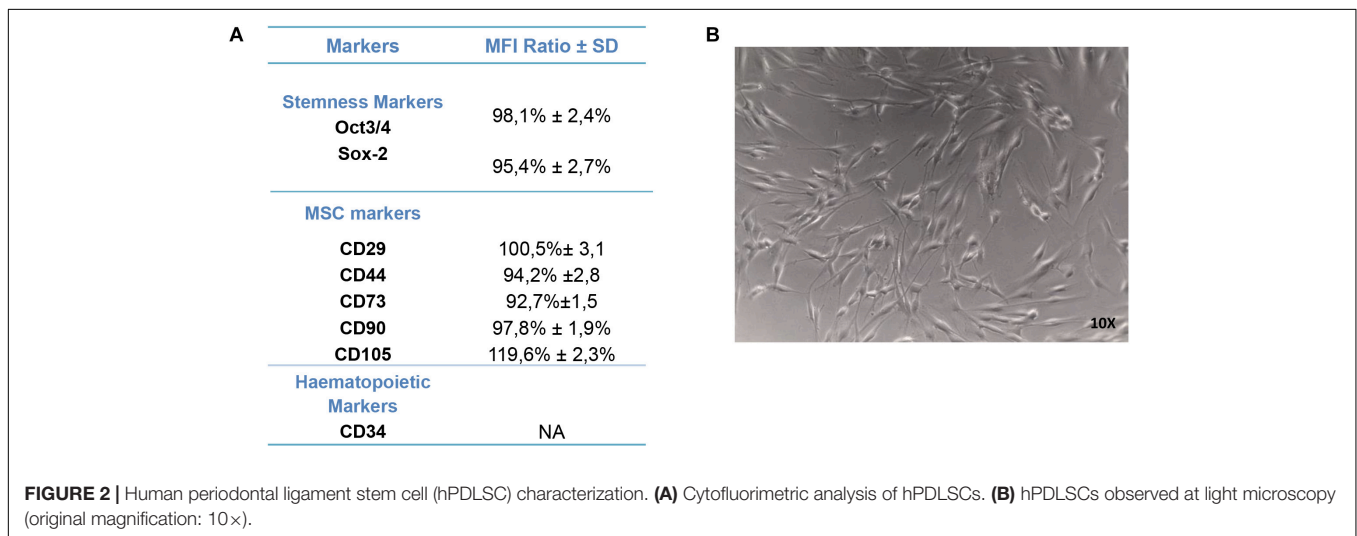 A
Markers MFI Ratio ± SD
Stemness Markers
98,1% ± 2,4%
Oct3/4
Sox-2
95,4% ± 2,7%
MSC markers
CD29 100,5%± 3,1
CD44 94,2% ±2,8
CD73 92,7%±1,5
CD90 97,8% ± 1,9%
CD105 119,6% ± 2,3%
Haematopoietic
Markers
CD34 NA
B
10X
FIGURE 2 | Human periodontal ligament stem cell (hPDLSC) characterization. (A) Cytofluorimetric analysis of hPDLSCs. (B) hPDLSCs observed at light microscopy
(original magnification: 10×).